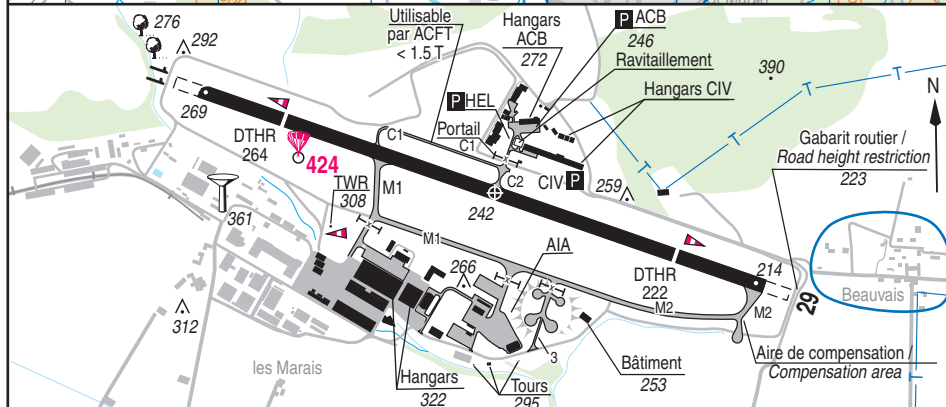 276
292
Utilisable
par ACFT
< 1.5 T
Hangars
ACB
272
P ACB
246
Ravitaillement
390
Hangars CIV
N
P HEL
Portail
C1
269
DTHR
264
424
C1
C2
CIV P
259
Gabarit routier /
Road height restriction
223
TWR
308
M1
361
242
M1
AIA
266
DTHR
222
214
M2
M2
29
Beauvais
312
les Marais
Hangars
322
Tours
295
3
Bâtiment
253
Aire de compensation /
Compensation area